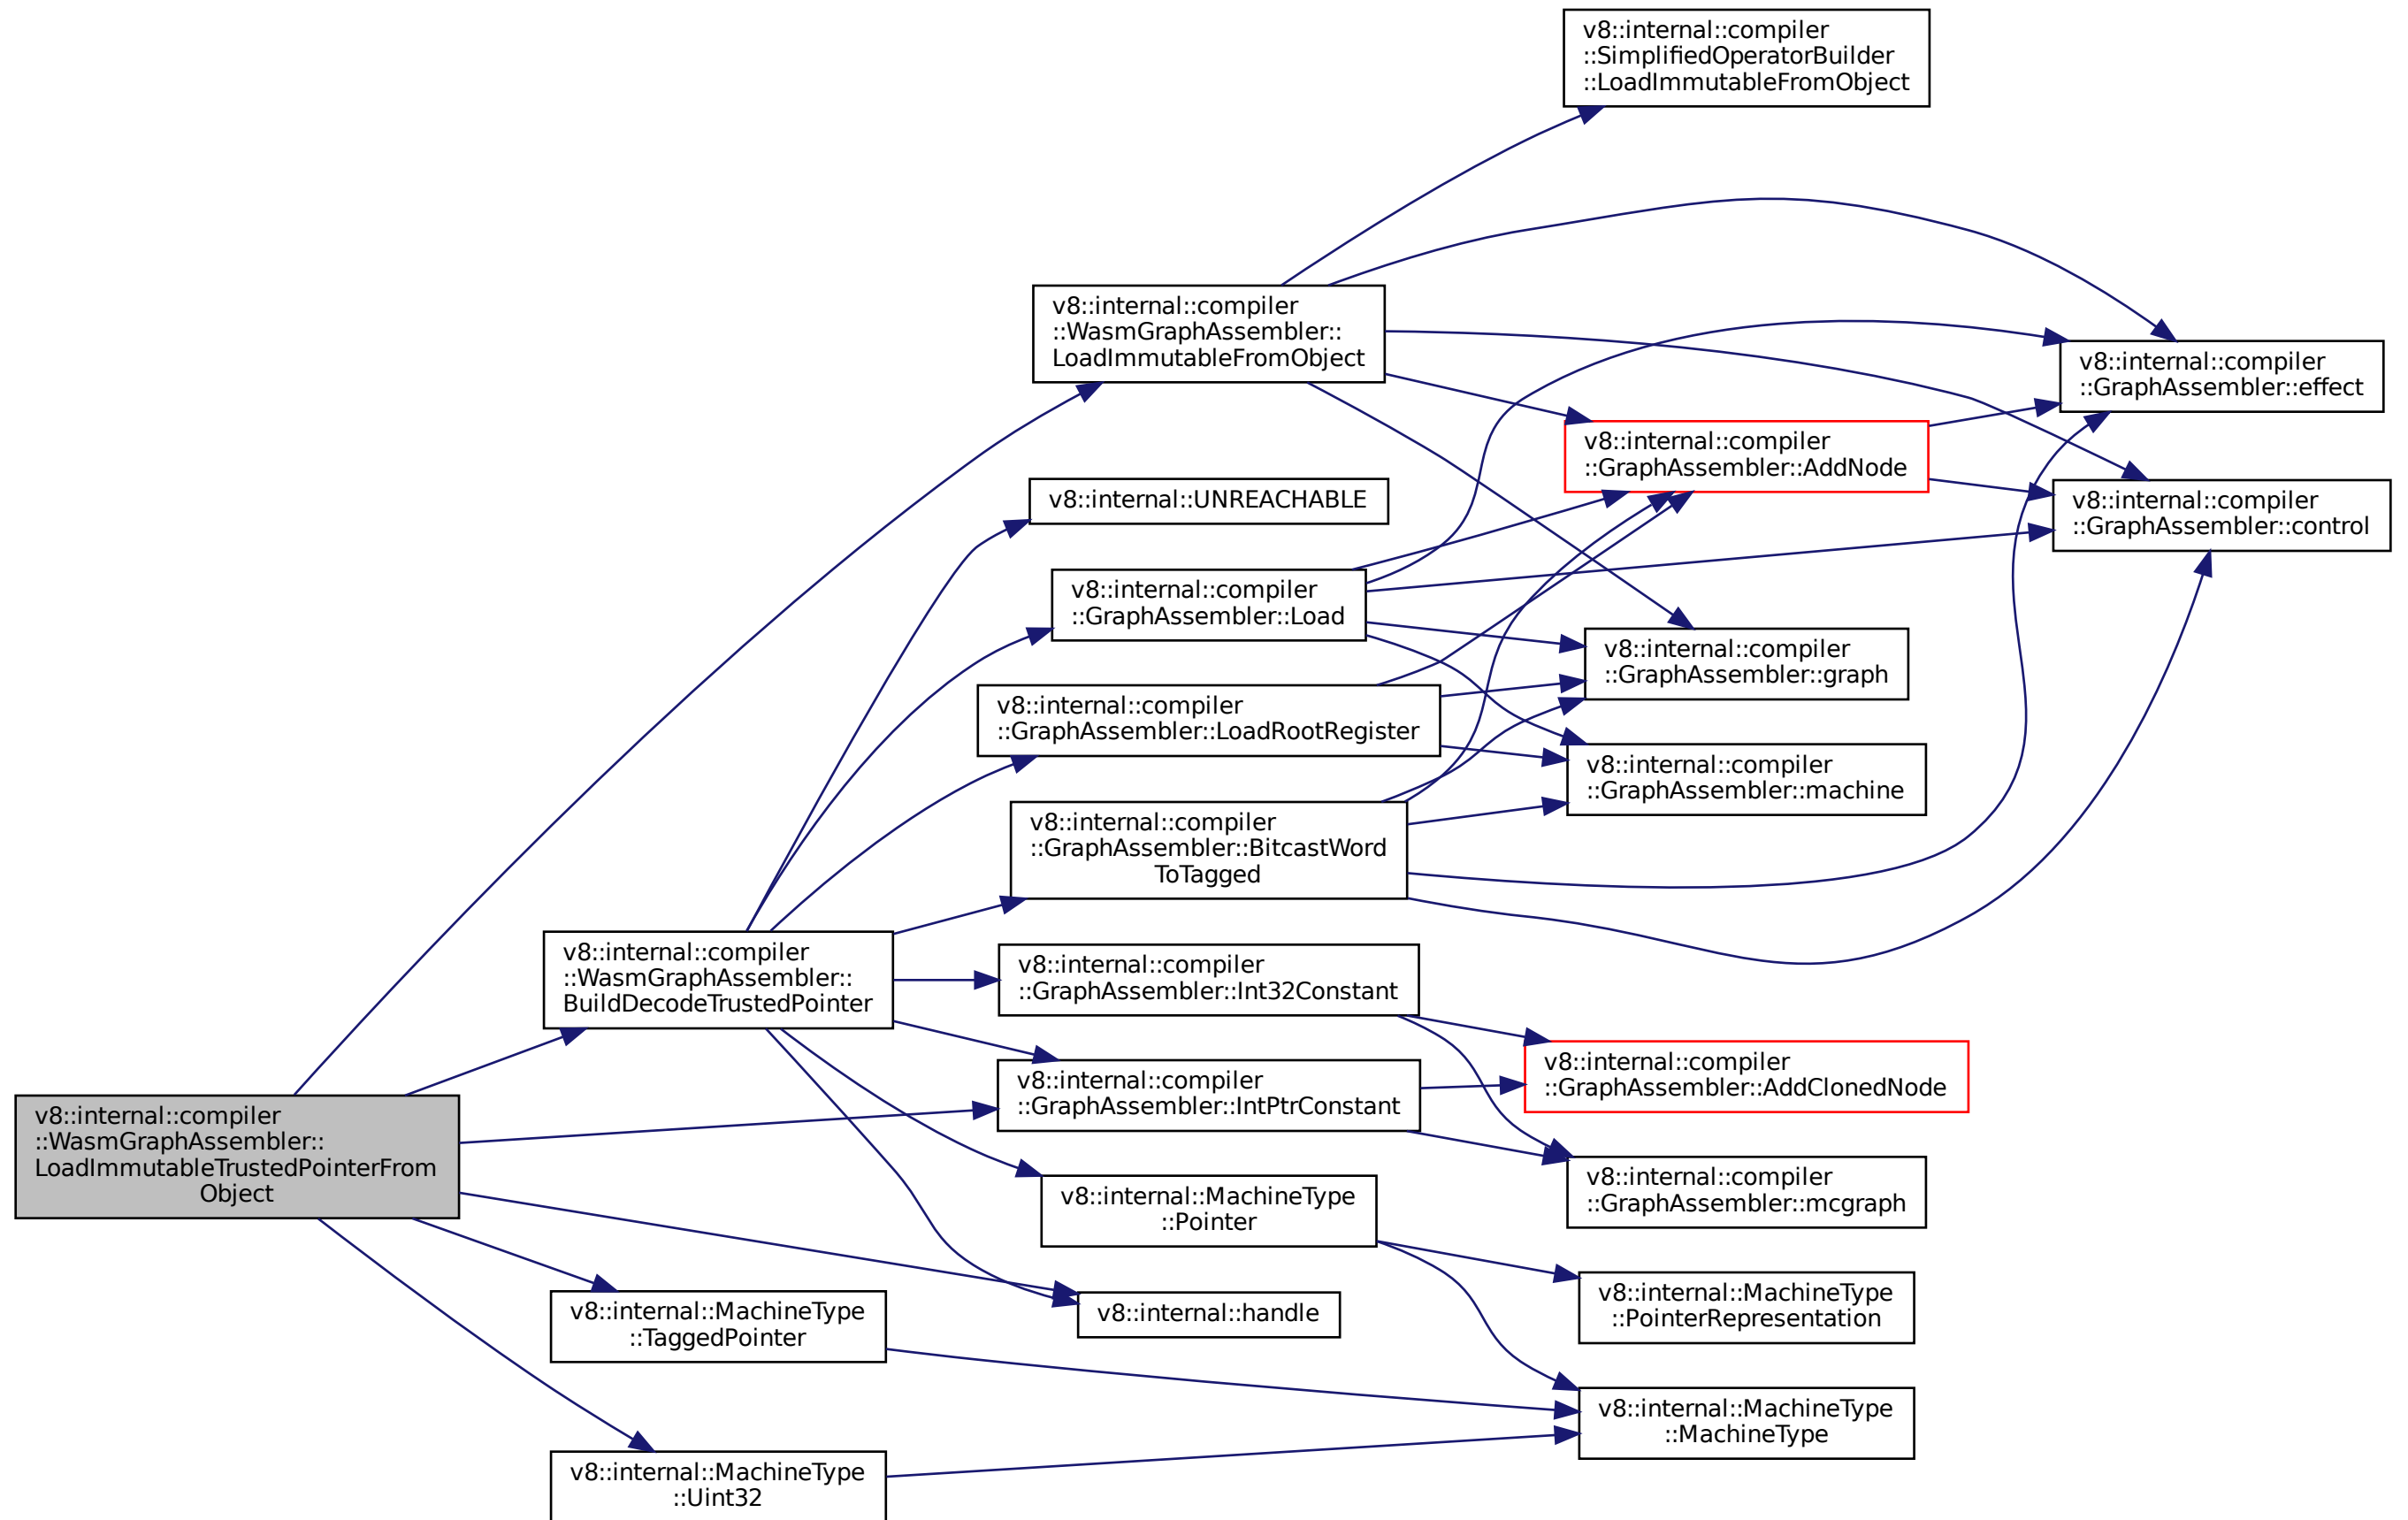 v8::internal::compiler
::SimplifiedOperatorBuilder
::LoadImmutableFromObject
v8::internal::compiler
::WasmGraphAssembler::
LoadImmutableFromObject
v8::internal::compiler
::GraphAssembler::effect
v8::internal::compiler
::GraphAssembler::AddNode
v8::internal::UNREACHABLE
v8::internal::compiler
::GraphAssembler::control
v8::internal::compiler
::GraphAssembler::Load
v8::internal::compiler
::GraphAssembler::graph
v8::internal::compiler
::GraphAssembler::LoadRootRegister
v8::internal::compiler
::GraphAssembler::machine
v8::internal::compiler
::GraphAssembler::BitcastWord
ToTagged
v8::internal::compiler
::WasmGraphAssembler::
BuildDecodeTrustedPointer
v8::internal::compiler
::GraphAssembler::Int32Constant
v8::internal::compiler
::GraphAssembler::AddClonedNode
v8::internal::compiler
::GraphAssembler::IntPtrConstant
v8::internal::compiler
::WasmGraphAssembler::
LoadImmutableTrustedPointerFrom
Object
v8::internal::compiler
::GraphAssembler::mcgraph
v8::internal::MachineType
::Pointer
v8::internal::MachineType
::PointerRepresentation
v8::internal::MachineType
::TaggedPointer
v8::internal::handle
v8::internal::MachineType
::MachineType
v8::internal::MachineType
::Uint32